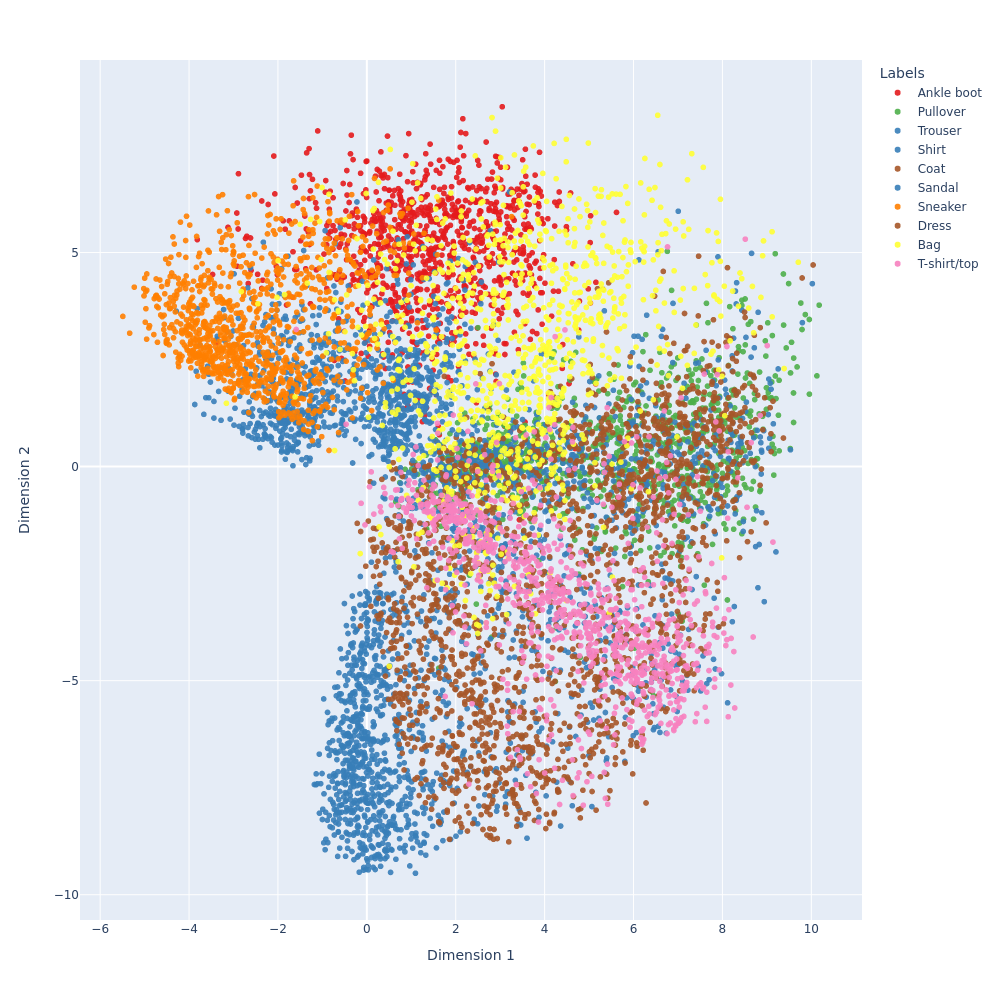 Labels
Ankle boot
Pullover
Trouser
Shirt
Coat
Sandal
Sneaker
Dress
Bag
T-shirt/top
5
0
−5
−10
Dimension 2
−6 −4 −2 0 2 4 6 8 10
Dimension 1